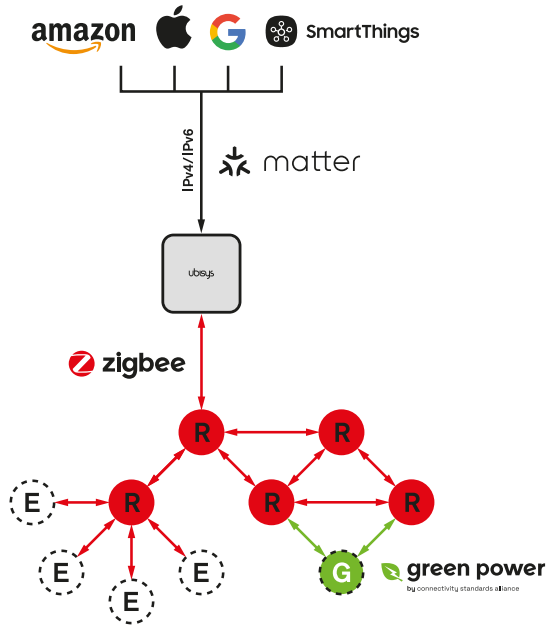 amazon
SmartThings
IPv4/IPv6
matter
ubisys
zigbee
R
R
E
R
R
R
E
E
E
G
green power
by connectivity standards alliance